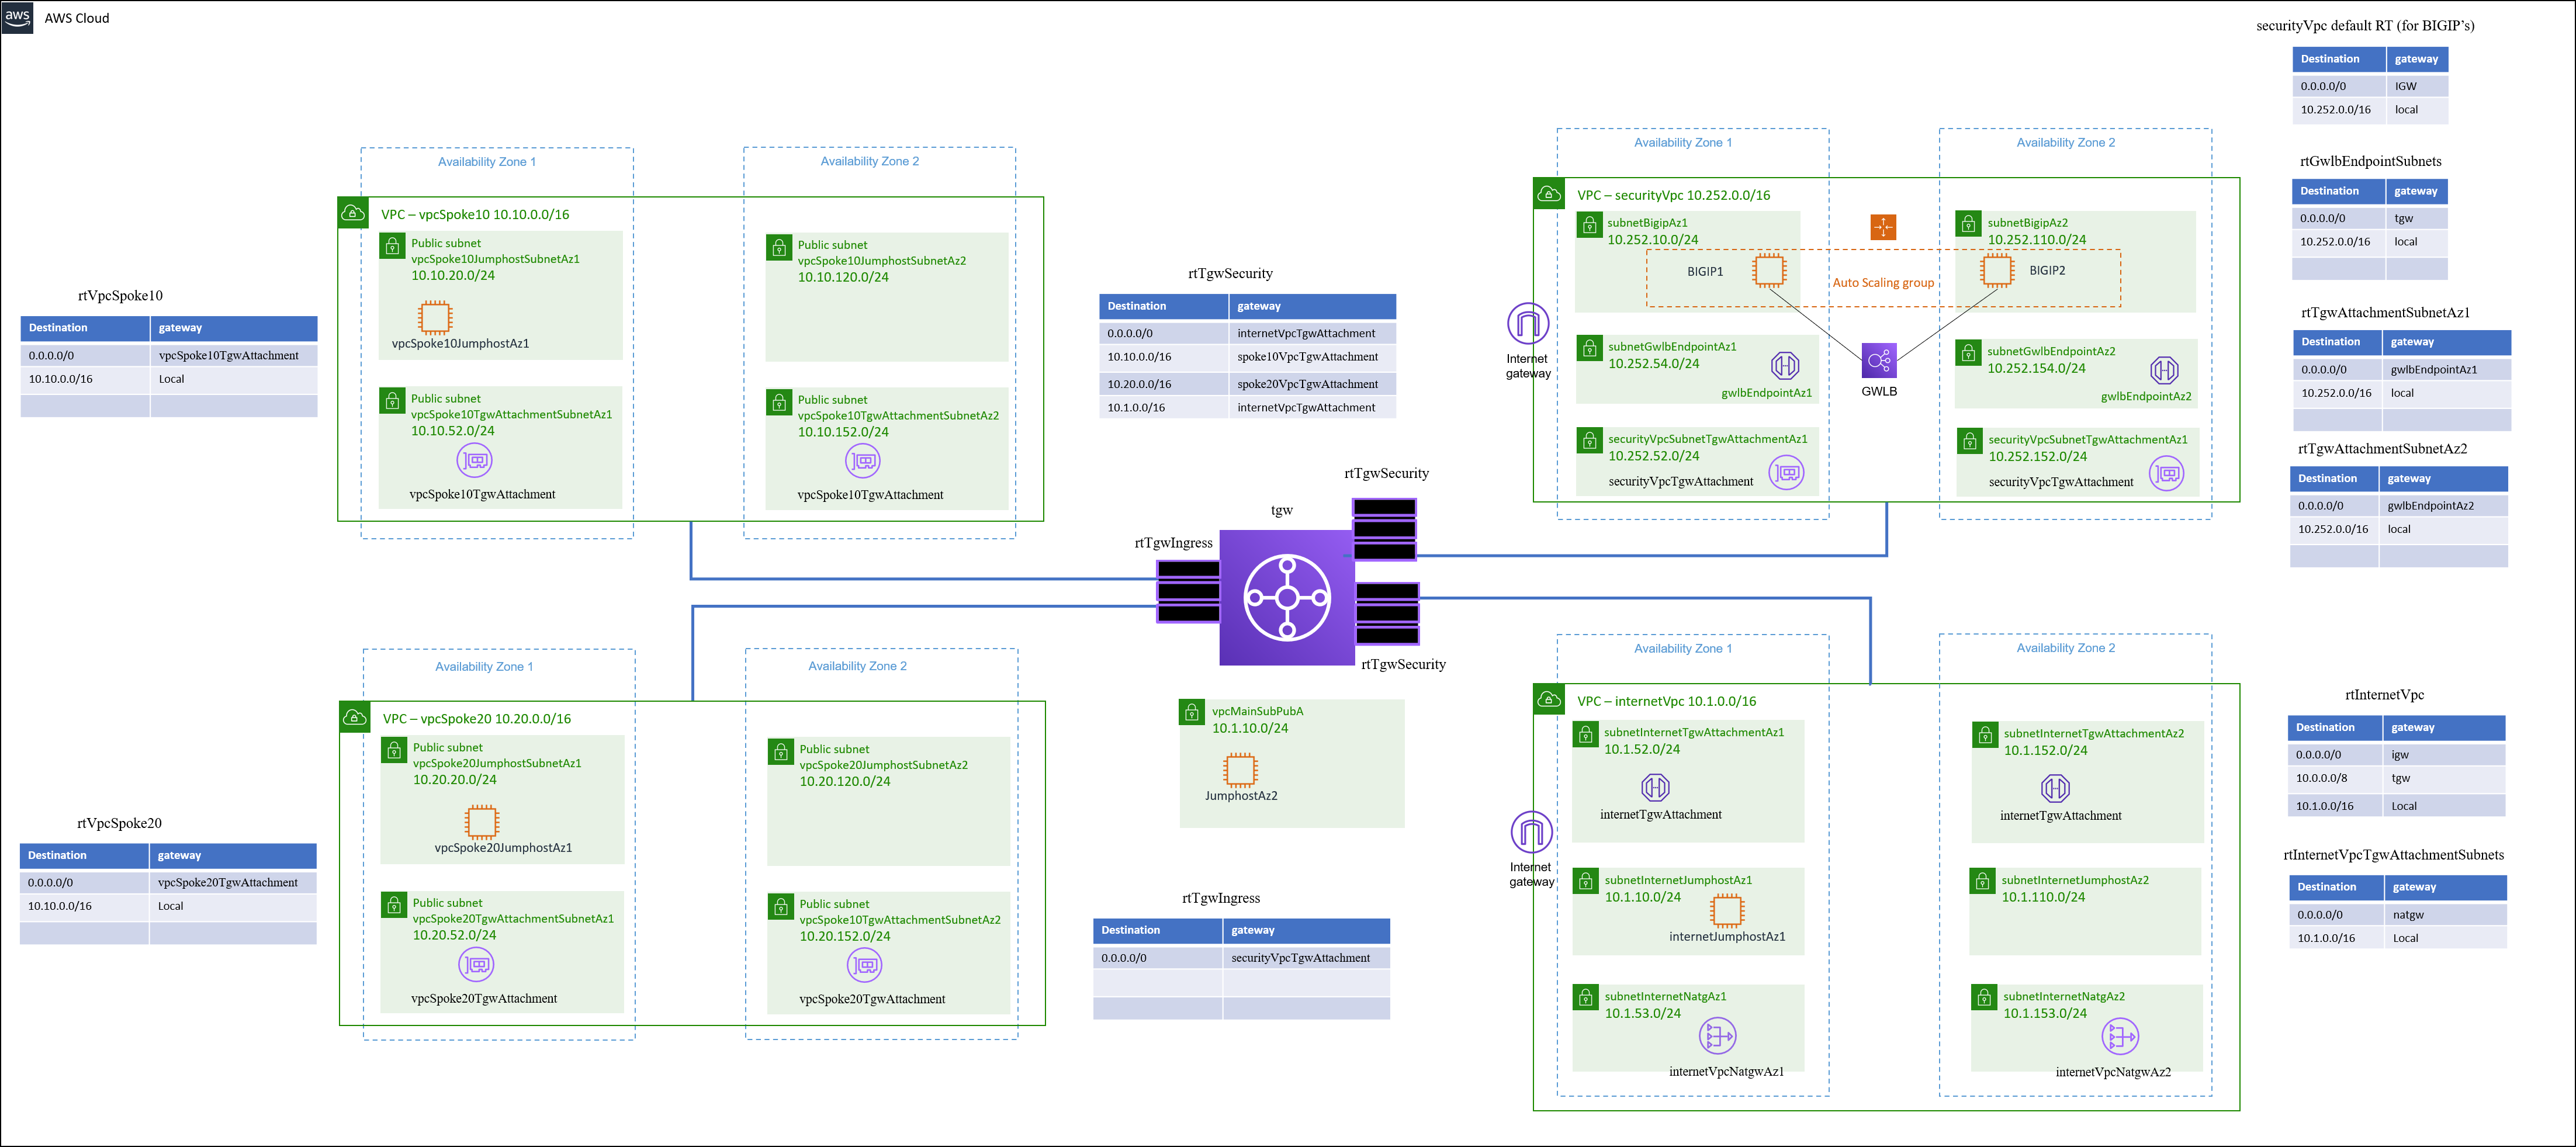 aws
AWS Cloud
rtVpcSpoke10
Destination gateway
0.0.0.0/0 vpcSpoke10TgwAttachment
10.10.0.0/16 Local
Availability Zone 1
Availability Zone 2
VPC – vpcSpoke10 10.10.0.0/16
Public subnet
vpcSpoke10JumphostSubnetAz1
10.10.20.0/24
vpcSpoke10JumphostAz1
Public subnet
vpcSpoke10JumphostSubnetAz2
10.10.120.0/24
Public subnet
vpcSpoke10TgwAttachmentSubnetAz1
10.10.52.0/24
vpcSpoke10TgwAttachment
Public subnet
vpcSpoke10TgwAttachmentSubnetAz2
10.10.152.0/24
vpcSpoke10TgwAttachment
rtVpcSpoke20
Destination gateway
0.0.0.0/0 vpcSpoke20TgwAttachment
10.10.0.0/16 Local
Availability Zone 1
Availability Zone 2
VPC – vpcSpoke20 10.20.0.0/16
Public subnet
vpcSpoke20JumphostSubnetAz1
10.20.20.0/24
vpcSpoke20JumphostAz1
Public subnet
vpcSpoke20JumphostSubnetAz2
10.20.120.0/24
Public subnet
vpcSpoke20TgwAttachmentSubnetAz1
10.20.52.0/24
vpcSpoke20TgwAttachment
Public subnet
vpcSpoke10TgwAttachmentSubnetAz2
10.20.152.0/24
vpcSpoke20TgwAttachment
rtTgwSecurity
Destination gateway
0.0.0.0/0 internetVpcTgwAttachment
10.10.0.0/16 spoke10VpcTgwAttachment
10.20.0.0/16 spoke20VpcTgwAttachment
10.1.0.0/16 internetVpcTgwAttachment
rtTgwSecurity
tgw
rtTgwIngress
rtTgwSecurity
vpcMainSubPubA
10.1.10.0/24
JumphostAz2
rtTgwIngress
Destination gateway
0.0.0.0/0 securityVpcTgwAttachment
Availability Zone 1
Availability Zone 2
VPC – securityVpc 10.252.0.0/16
subnetBigipAz1
10.252.10.0/24
BIGIP1
Auto Scaling group
subnetBigipAz2
10.252.110.0/24
BIGIP2
Internet
gateway
subnetGwlbEndpointAz1
10.252.54.0/24
gwlbEndpointAz1
GWLB
subnetGwlbEndpointAz2
10.252.154.0/24
gwlbEndpointAz2
securityVpcSubnetTgwAttachmentAz1
10.252.52.0/24
securityVpcTgwAttachment
securityVpcSubnetTgwAttachmentAz1
10.252.152.0/24
securityVpcTgwAttachment
Availability Zone 1
Availability Zone 2
VPC – internetVpc 10.1.0.0/16
subnetInternetTgwAttachmentAz1
10.1.52.0/24
internetTgwAttachment
subnetInternetTgwAttachmentAz2
10.1.152.0/24
internetTgwAttachment
Internet
gateway
subnetInternetJumphostAz1
10.1.10.0/24
internetJumphostAz1
subnetInternetJumphostAz2
10.1.110.0/24
subnetInternetNatgAz1
10.1.53.0/24
internetVpcNatgwAz1
subnetInternetNatgAz2
10.1.153.0/24
internetVpcNatgwAz2
securityVpc default RT (for BIGIP’s)
Destination gateway
0.0.0.0/0 IGW
10.252.0.0/16 local
rtGwlbEndpointSubnets
Destination gateway
0.0.0.0/0 tgw
10.252.0.0/16 local
rtTgwAttachmentSubnetAz1
Destination gateway
0.0.0.0/0 gwlbEndpointAz1
10.252.0.0/16 local
rtTgwAttachmentSubnetAz2
Destination gateway
0.0.0.0/0 gwlbEndpointAz2
10.252.0.0/16 local
rtInternetVpc
Destination gateway
0.0.0.0/0 igw
10.0.0.0/8 tgw
10.1.0.0/16 Local
rtInternetVpcTgwAttachmentSubnets
Destination gateway
0.0.0.0/0 natgw
10.1.0.0/16 Local